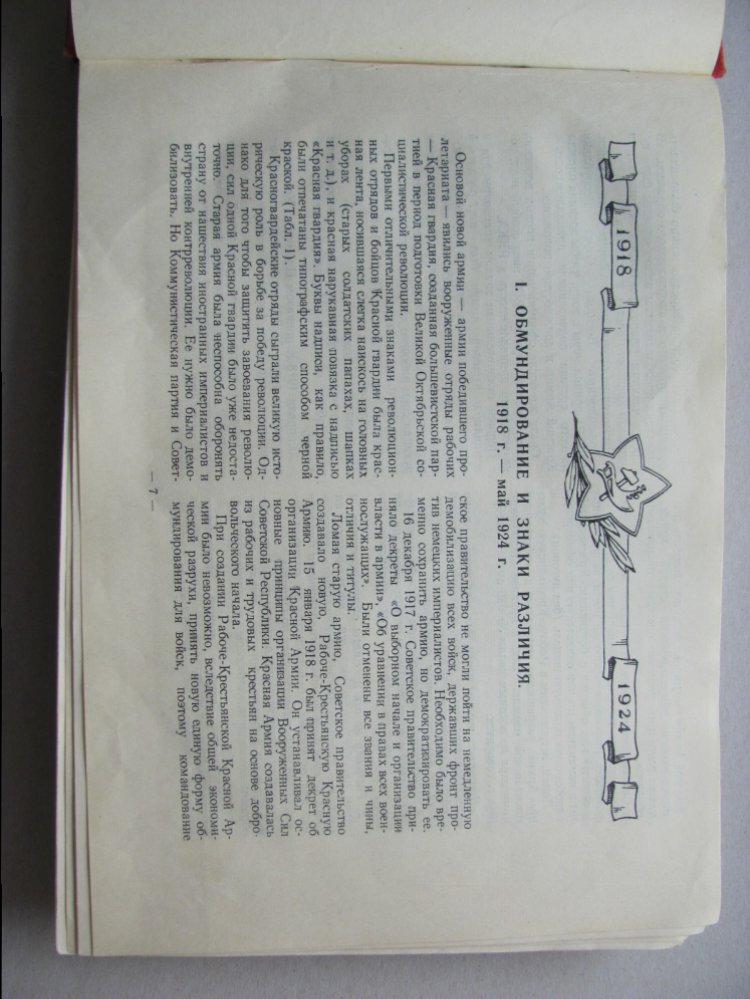 1918
1924
I. ОБМУНДИРОВАНИЕ И ЗНАКИ РАЗЛИЧИЯ.
1918 г. — май 1924 г.
Основой новой армии — армии победившего про-
летариата — явились вооруженные отряды рабочих
— Красная гвардия, созданная большевистской пар-
тией в период подготовки Великой Октябрьской со-
циалистической революции.
Первыми отличительными знаками революцион-
ных отрядов и бойцов Красной гвардии была крас-
ная лента, носившаяся слегка наискось на головных
уборах (старых солдатских папахах, шапках
и т. д.), и красная нарукавная повязка с надписью
«Красная гвардия». Буквы надписи, как правило,
были отпечатаны типографским способом черной
краской. (Табл. 1).
Красногвардейские отряды сыграли великую исто-
рическую роль в борьбе за победу революции. Од-
нако для того чтобы защитить завоевания револю-
ции, сил одной Красной гвардии было уже недоста-
точно. Старая армия была неспособна оборонять
страну от нашествия иностранных империалистов и
внутренней контрреволюции. Ее нужно было демо-
билизовать. Но Коммунистическая партия и Совет-
ское правительство не могли пойти на немедленную
демобилизацию всех войск, державших фронт про-
тив немецких империалистов. Необходимо было вре-
менно сохранить армию, но демократизировать ее.
16 декабря 1917 г. Советское правительство при-
няло декреты «О выборном начале и организации
власти в армии» «Об уравнении в правах всех воен-
нослужащих». Были отменены все звания и чины,
отличия и титулы.
Ломая старую армию, Советское правительство
создавало новую, Рабоче-Крестьянскую Красную
Армию. 15 января 1918 г. был принят декрет об
организации Красной Армии. Он устанавливал ос-
новные принципы организации Вооруженных Сил
Советской Республики. Красная Армия создавалась
из рабочих и трудовых крестьян на основе добро-
вольческого начала.
При создании Рабоче-Крестьянской Красной Ар-
мии было невозможно, вследствие общей экономи-
ческой разрухи, принять новую единую форму об-
мундирования для войск, поэтому командование
— 7 —